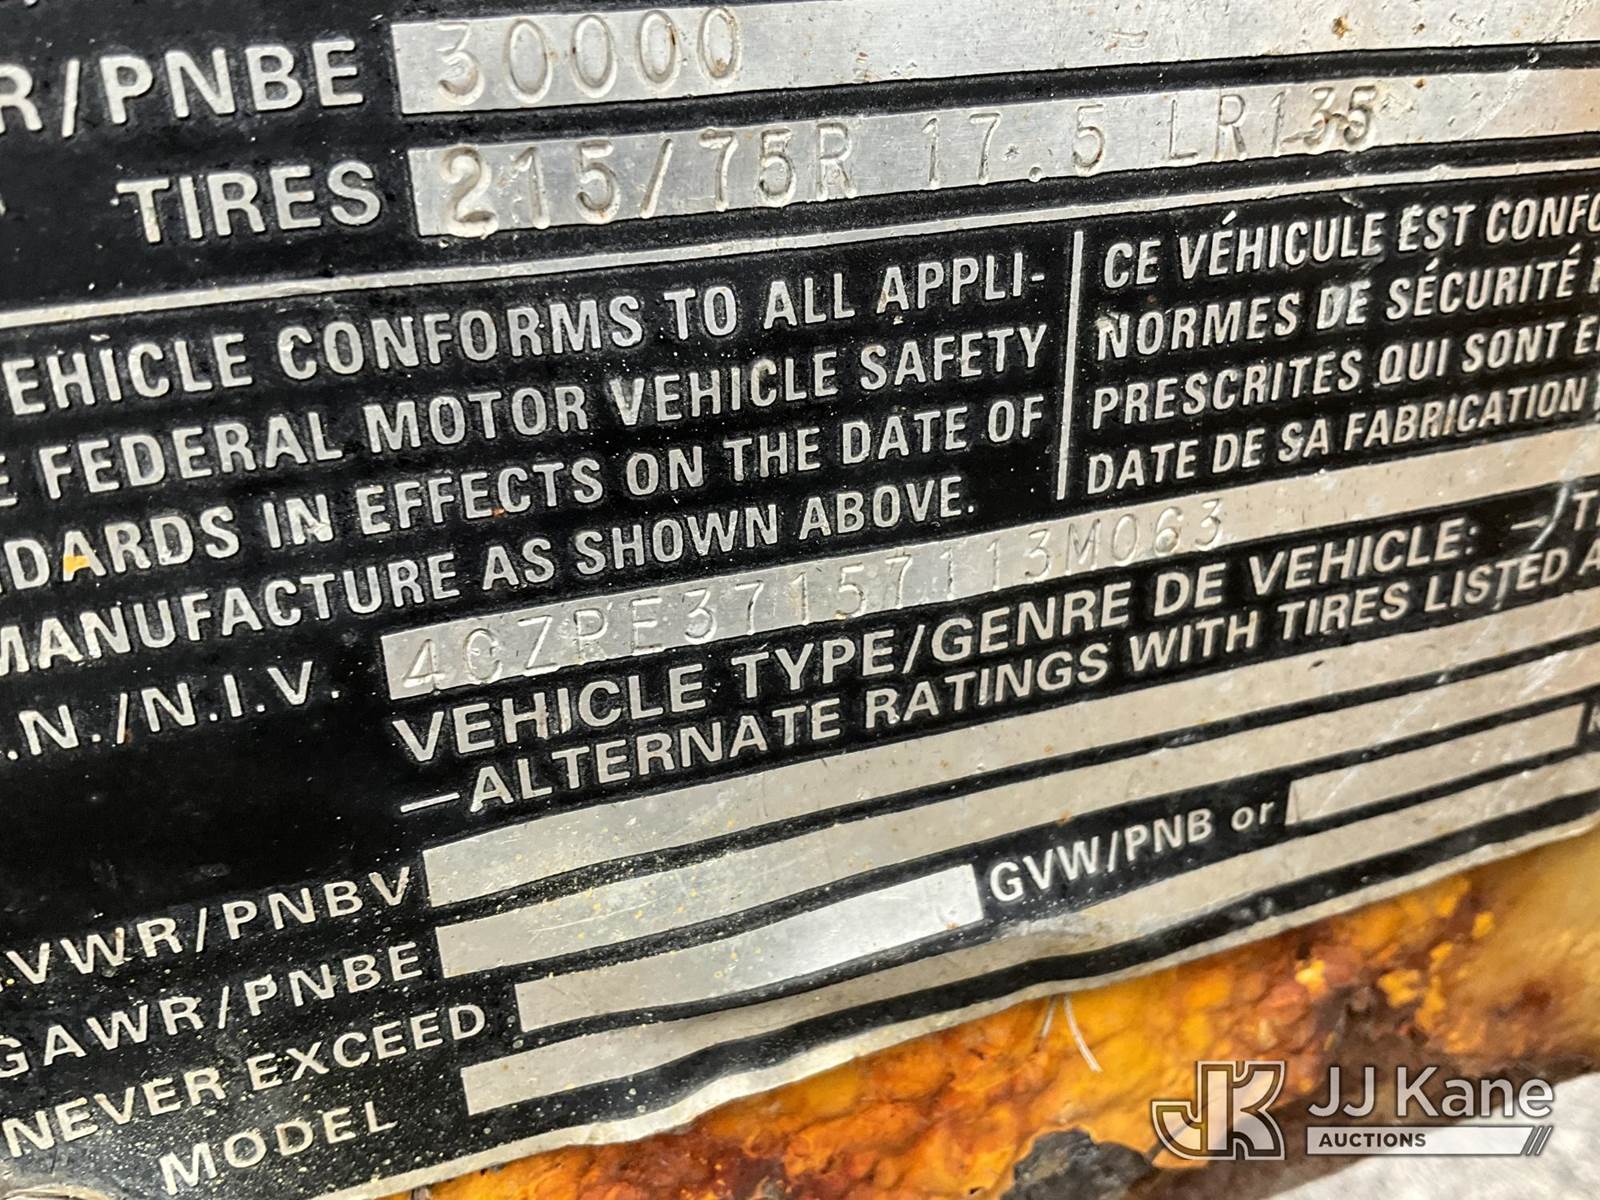 R/PNBE 30000
TIRES 215/75R 17.5 LR135
EHICLE CONFORMS TO ALL APPLI-
E FEDERAL MOTOR VEHICLE SAFETY
DARDS IN EFFECTS ON THE DATE OF
MANUFACTURE AS SHOWN ABOVE.
CE VÉHICULE EST CONFO
NORMES DE SÉCURITÉ
PRESCRITES QUI SONT E
DATE DE SA FABRICATION
.N./N.I.V. 4CZRE37157113M063
VEHICLE TYPE/GENRE DE VEHICLE: - T
—ALTERNATE RATINGS WITH TIRES LISTED A
VWR/PNBV
GAWR/PNBE
NEVER EXCEED GVW/PNB or
MODEL
JK JJ Kane
AUCTIONS